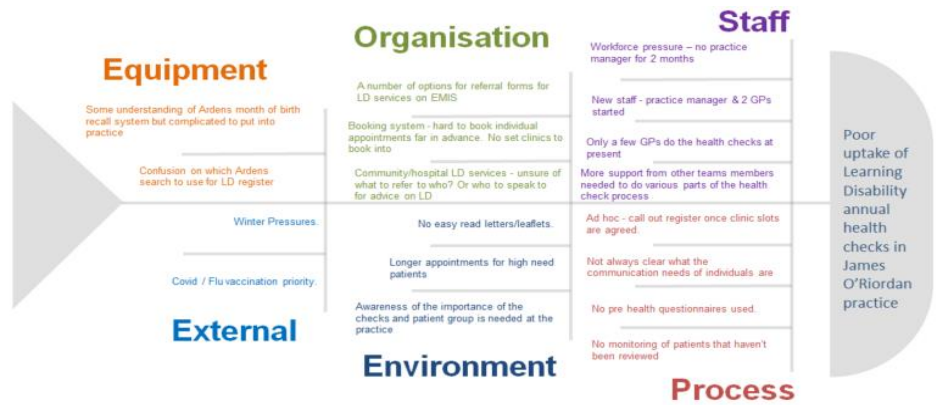 Equipment
Some understanding of Ardens month of birth
recall system but complicated to put into
practice
Confusion on which Ardens
search to use for LD register
Organisation
A number of options for referral forms for
LD services on EMIS
Booking system - hard to book individual
appointments far in advance. No set clinics to
book into
Community/hospital LD services - unsure of
what to refer to who? Or who to speak to
for advice on LD
Staff
Workforce pressure – no practice
manager for 2 months
New staff - practice manager & 2 GPs
started
Only a few GPs do the health checks at
present
More support from other teams members
needed to do various parts of the health
check process
Winter Pressures.
Covid / Flu vaccination priority.
External
No easy read letters/leaflets.
Longer appointments for high need
patients
Awareness of the importance of the
checks and patient group is needed at the
practice
Environment
Ad hoc - call out register once clinic slots
are agreed.
Not always clear what the
communication needs of individuals are
No pre health questionnaires used.
No monitoring of patients that haven't
been reviewed
Process
Poor
uptake of
Learning
Disability
annual
health
checks in
James
O'Riordan
practice